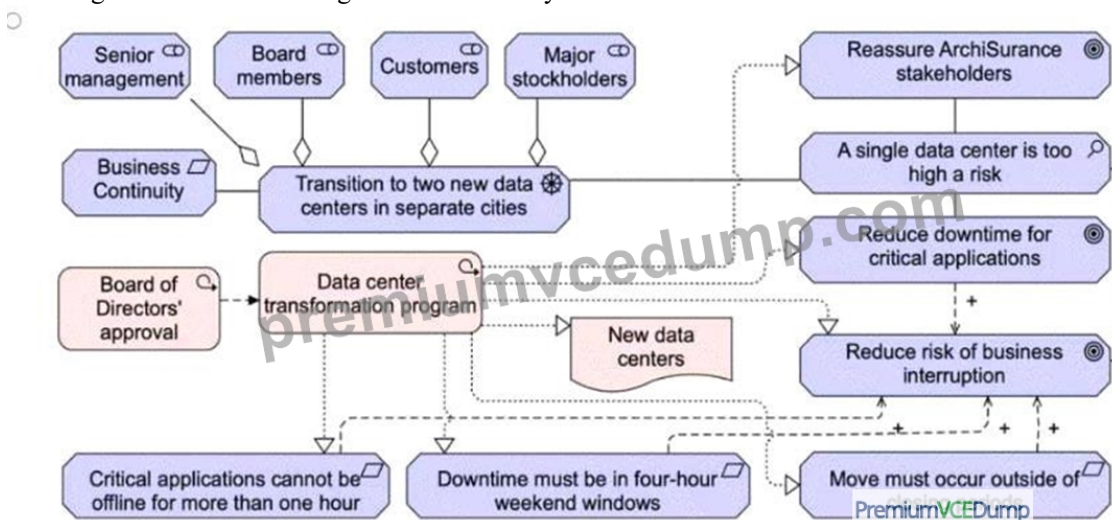 Senior
management
Board
members
Customers
Major
stockholders
Reassure ArchiSurance
stakeholders
Business
Continuity
Transition to two new data
centers in separate cities
A single data center is too
high a risk
Reduce downtime for
critical applications
Board of
Directors'
approval
Data center
transformation program
New data
centers
Reduce risk of business
interruption
+
+
+
+
Critical applications cannot be
offline for more than one hour
Downtime must be in four-hour
weekend windows
Move must occur outside of
premiumvcedump.com
PremiumVCEDump